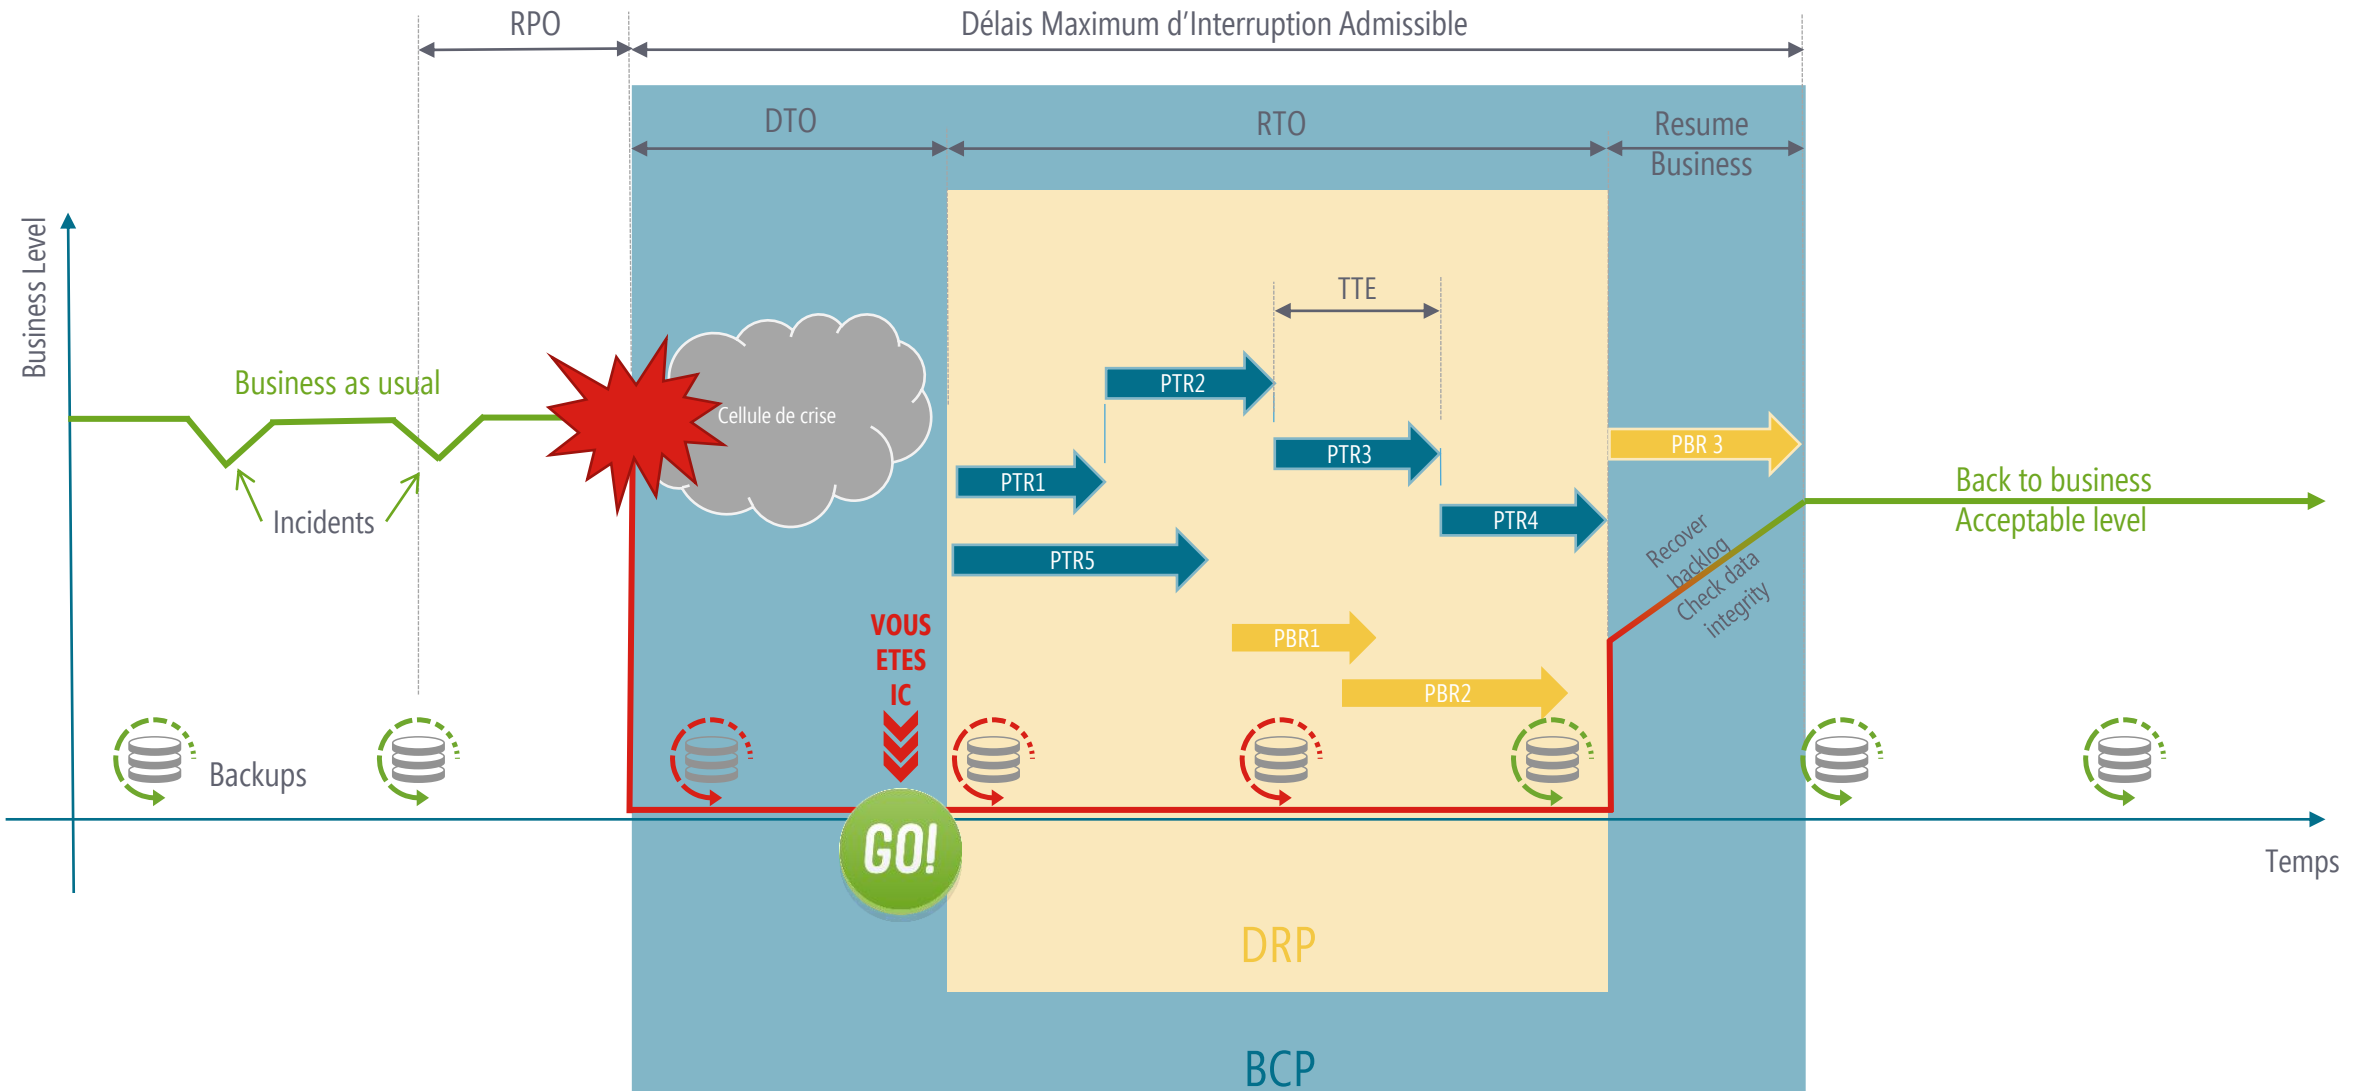 RPO
Délais Maximum d'Interruption Admissible
DTO
RTO
Resume
Business
Business Level
TTE
Business as usual
Cellule de crise
PTR2
PTR3
PBR 3
PTR1
PTR4
PTR5
Incidents
Back to business
Acceptable level
Recover
backlog
Check data
integrity
VOUS
ETES
IC
PBR1
PBR2
Backups
GO!
Temps
DRP
BCP